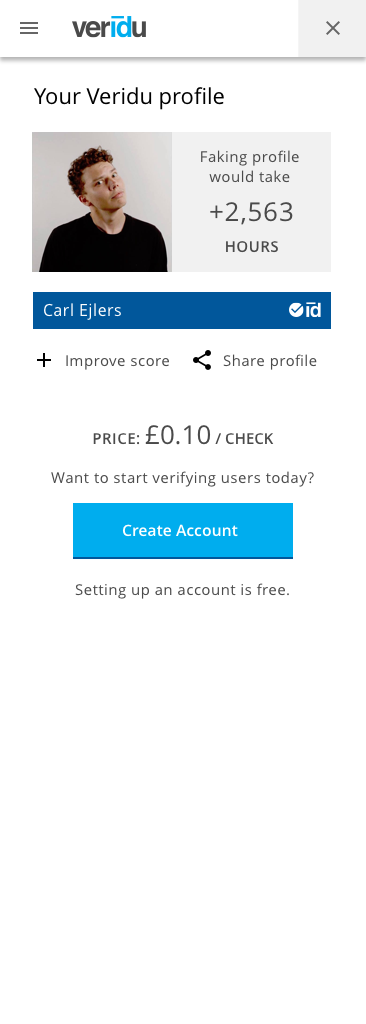 veridu
Your Veridu profile
Faking profile
would take
+2,563
HOURS
Carl Ejlers
id
Improve score
Share profile
PRICE: £0.10 / CHECK
Want to start verifying users today?
Create Account
Setting up an account is free.